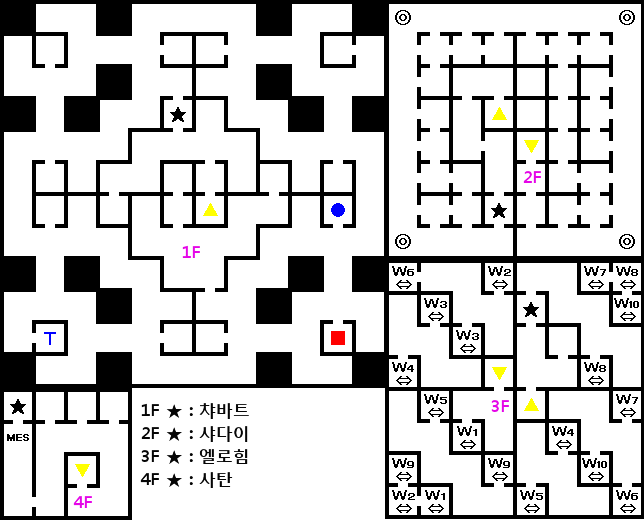 W6 W2 W7 W8
W3 W10
T W3
W4 W8
2F
1F
3F W5 W7
MES W1 W4
W9 W9 W10
4F W2 W1 W5 W6
1F ★ : 챠바트
2F ★ : 샤다이
3F ★ : 엘로힘
4F ★ : 사탄